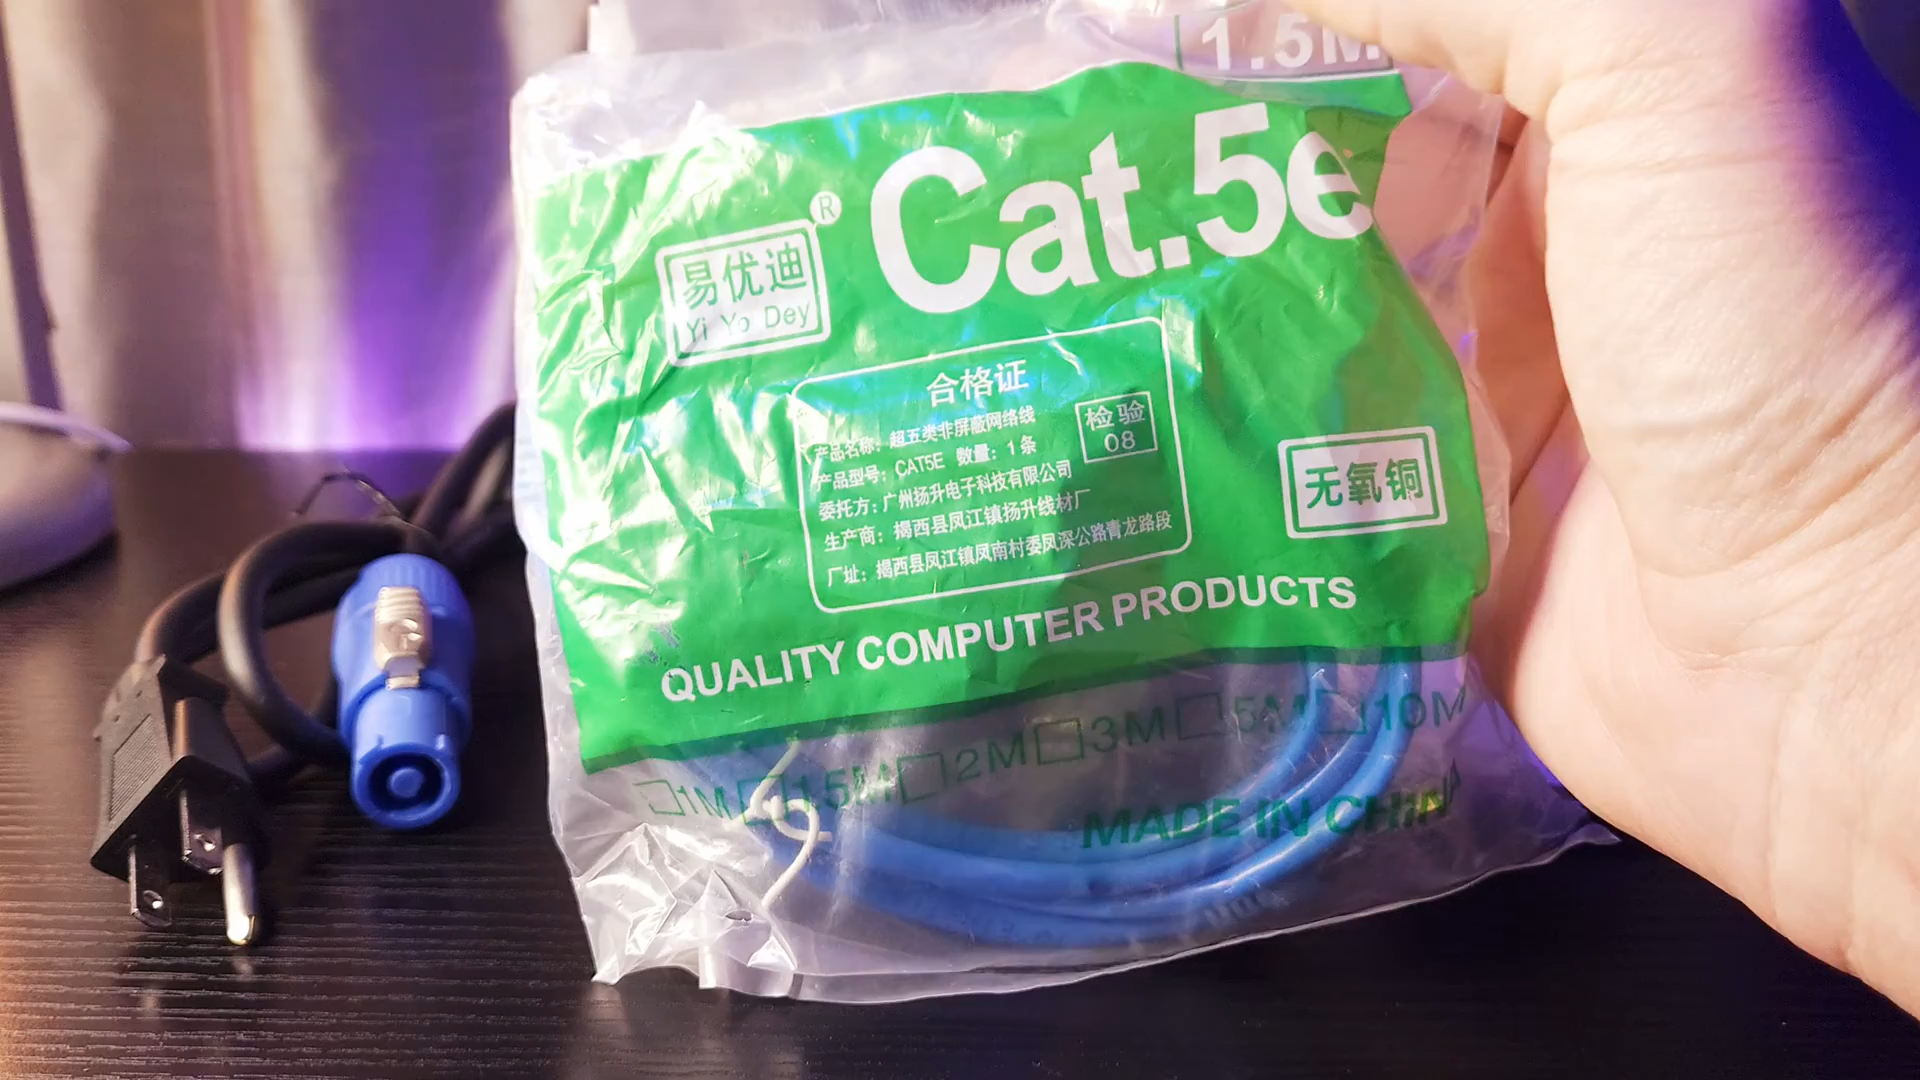 1.5M
Cat.5e
易优迪®
Yi Yo Dey
合格证
产品名称：超五类非屏蔽网络线
产品型号：CAT5E 数量：1条
委托方：广州扬升电子科技有限公司
生产商：揭西县凤江镇扬升线材厂
厂址：揭西县凤江镇凤南村委凤深公路青龙路段
检验
08
无氧铜
QUALITY COMPUTER PRODUCTS
□1M□1.5M□2M□3M□5M□10M
MADE IN CHINA